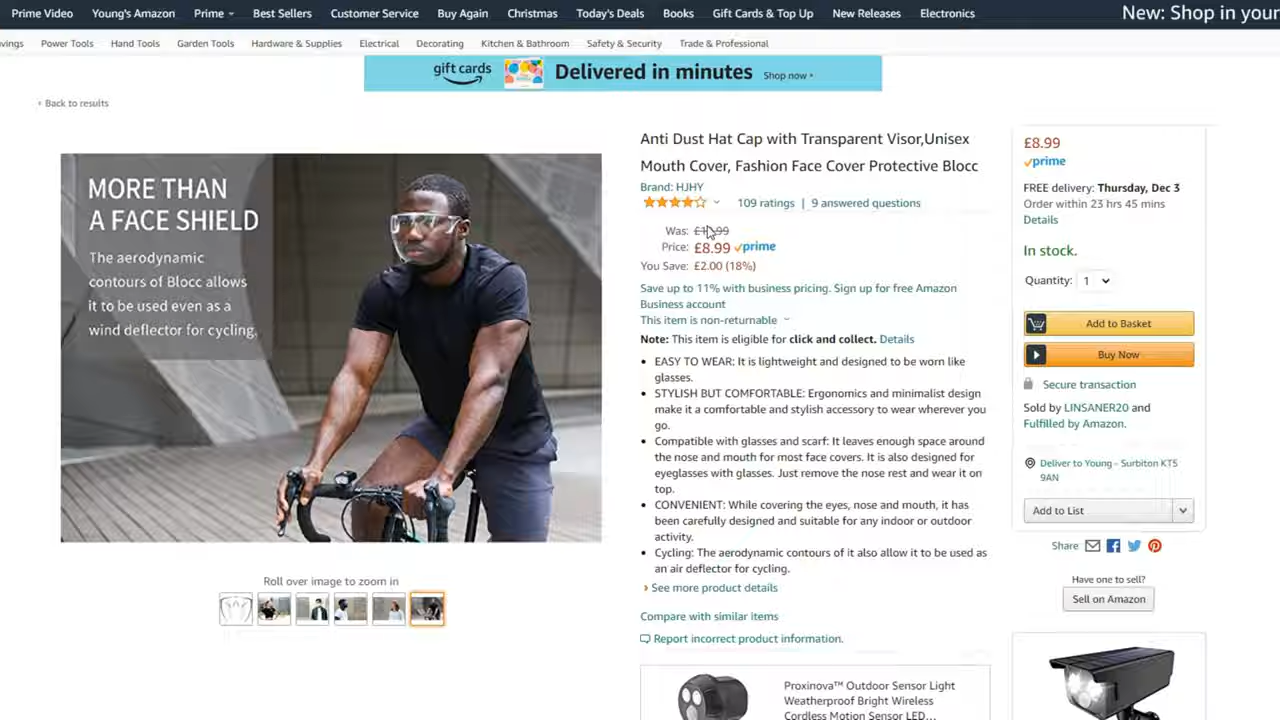 Prime Video Young's Amazon Prime Best Sellers Customer Service Buy Again Christmas Today's Deals Books Gift Cards & Top Up New Releases Electronics New: Shop in your
Power Tools Hand Tools Garden Tools Hardware & Supplies Electrical Decorating Kitchen & Bathroom Safety & Security Trade & Professional
gift cards Delivered in minutes Shop now
Back to results
MORE THAN
A FACE SHIELD
The aerodynamic
contours of Blocc allows
it to be used even as a
wind deflector for cycling.
Roll over image to zoom in
Anti Dust Hat Cap with Transparent Visor,Unisex
Mouth Cover, Fashion Face Cover Protective Blocc
Brand: HJHY
109 ratings | 9 answered questions
Was:
Price: £8.99 prime
You Save: £2.00 (18%)
Save up to 11% with business pricing. Sign up for free Amazon
Business account
This item is non-returnable
Note: This item is eligible for click and collect. Details
EASY TO WEAR: It is lightweight and designed to be worn like
glasses.
STYLISH BUT COMFORTABLE: Ergonomics and minimalist design
make it a comfortable and stylish accessory to wear wherever you
go.
Compatible with glasses and scarf: It leaves enough space around
the nose and mouth for most face covers. It is also designed for
eyeglasses with glasses. Just remove the nose rest and wear it on
top.
CONVENIENT: While covering the eyes, nose and mouth, it has
been carefully designed and suitable for any indoor or outdoor
activity.
Cycling: The aerodynamic contours of it also allow it to be used as
an air deflector for cycling.
See more product details
Compare with similar items
Report incorrect product information.
Proxinova™ Outdoor Sensor Light
Weatherproof Bright Wireless
Cordless Motion Sensor LED...
£8.99
prime
FREE delivery: Thursday, Dec 3
Order within 23 hrs 45 mins
Details
In stock.
Quantity: 1
Add to Basket
Buy Now
Secure transaction
Sold by LINSANER20 and
Fulfilled by Amazon.
Deliver to Young - Surbiton KT5
9AN
Add to List
Share
Have one to sell?
Sell on Amazon